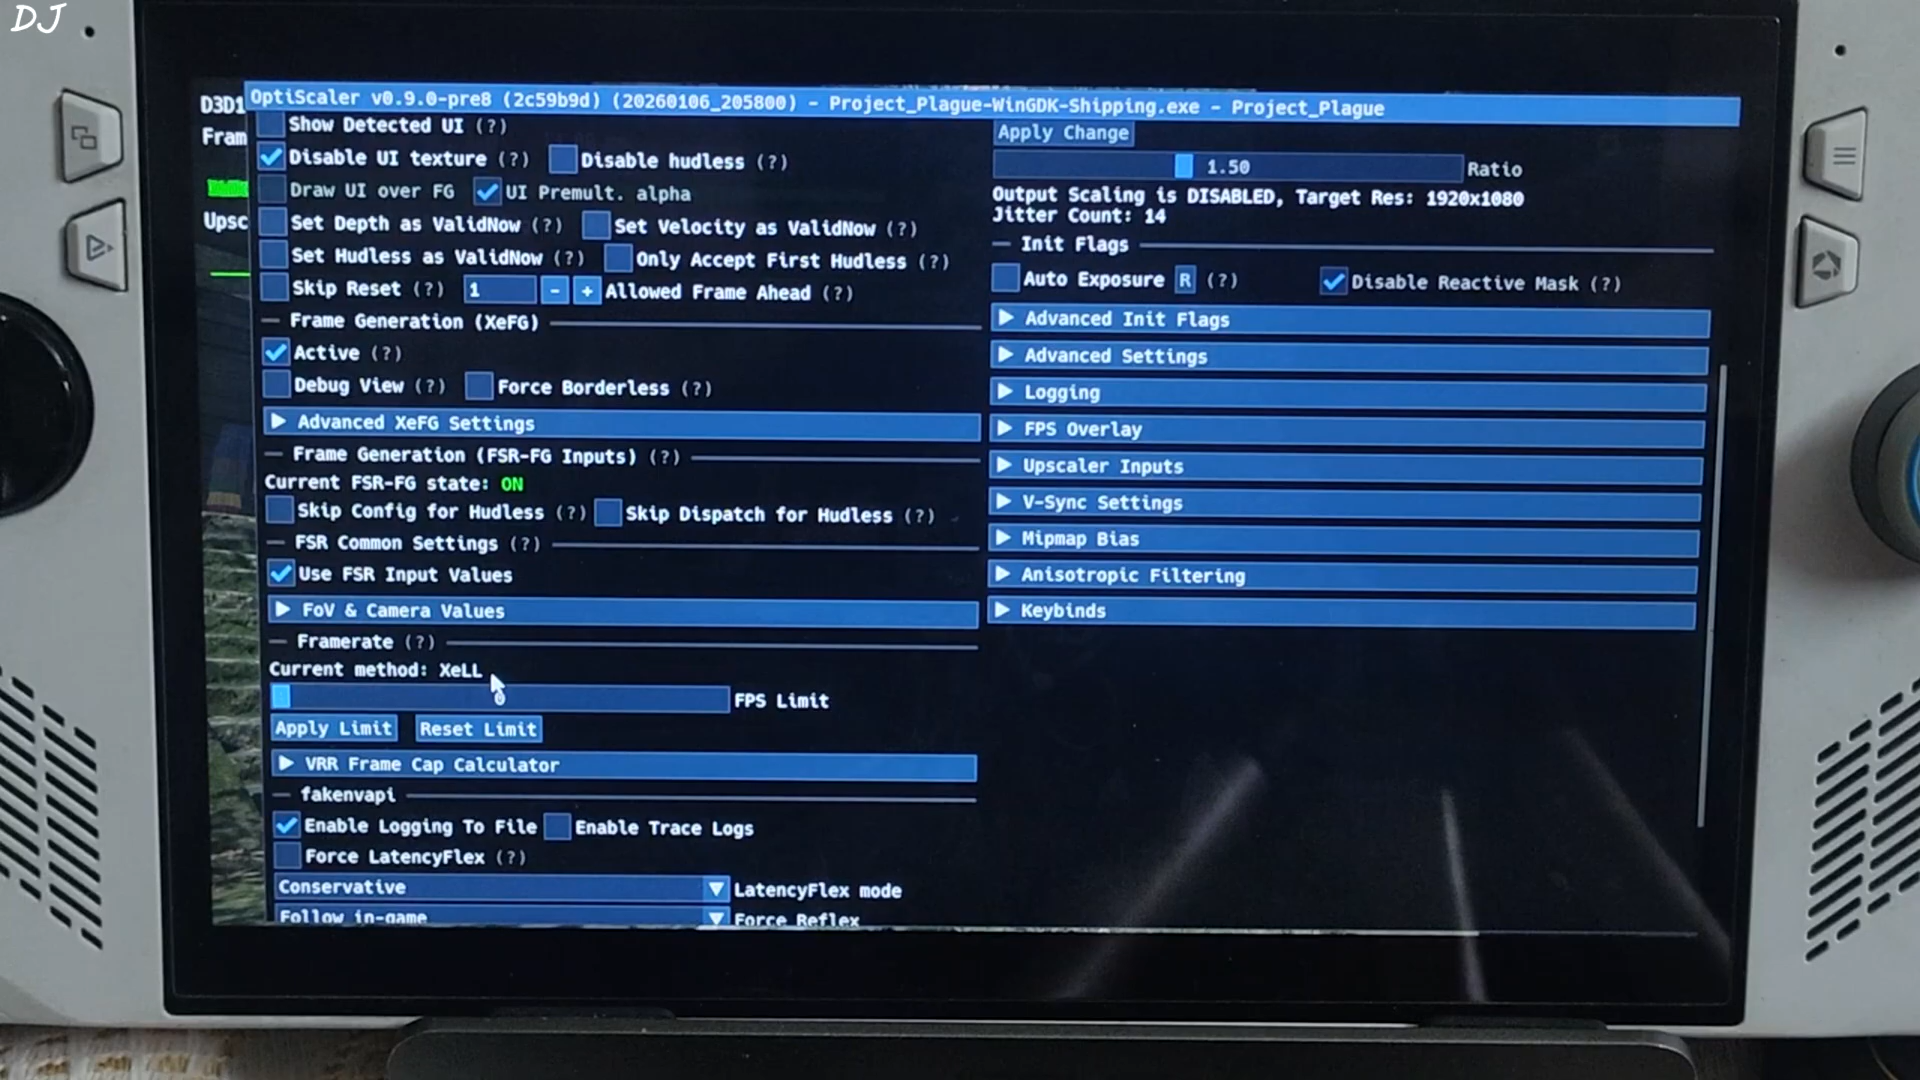 DJ
D3D1
OptiScaler v0.9.0-pre8 (2c59b9d) (20260106_205800) - Project_Plague-WinGDK-Shipping.exe - Project_Plague
Fram
Upsc
Show Detected UI (?)
Disable UI texture (?) Disable hudless (?)
Draw UI over FG UI Premult. alpha
Set Depth as ValidNow (?) Set Velocity as ValidNow (?)
Set Hudless as ValidNow (?) Only Accept First Hudless (?)
Skip Reset (?) 1 - + Allowed Frame Ahead (?)
Frame Generation (XeFG)
Active (?)
Debug View (?) Force Borderless (?)
Advanced XeFG Settings
Frame Generation (FSR-FG Inputs) (?)
Current FSR-FG state: ON
Skip Config for Hudless (?) Skip Dispatch for Hudless (?)
FSR Common Settings (?)
Use FSR Input Values
FoV & Camera Values
Framerate (?)
Current method: XeLL
0 FPS Limit
Apply Limit Reset Limit
VRR Frame Cap Calculator
fakenvapi
Enable Logging To File Enable Trace Logs
Force LatencyFlex (?)
Conservative LatencyFlex mode
Follow in-game Force Reflex
Apply Change
1.50 Ratio
Output Scaling is DISABLED, Target Res: 1920x1080
Jitter Count: 14
Init Flags
Auto Exposure R (?) Disable Reactive Mask (?)
Advanced Init Flags
Advanced Settings
Logging
FPS Overlay
Upscaler Inputs
V-Sync Settings
Mipmap Bias
Anisotropic Filtering
Keybinds